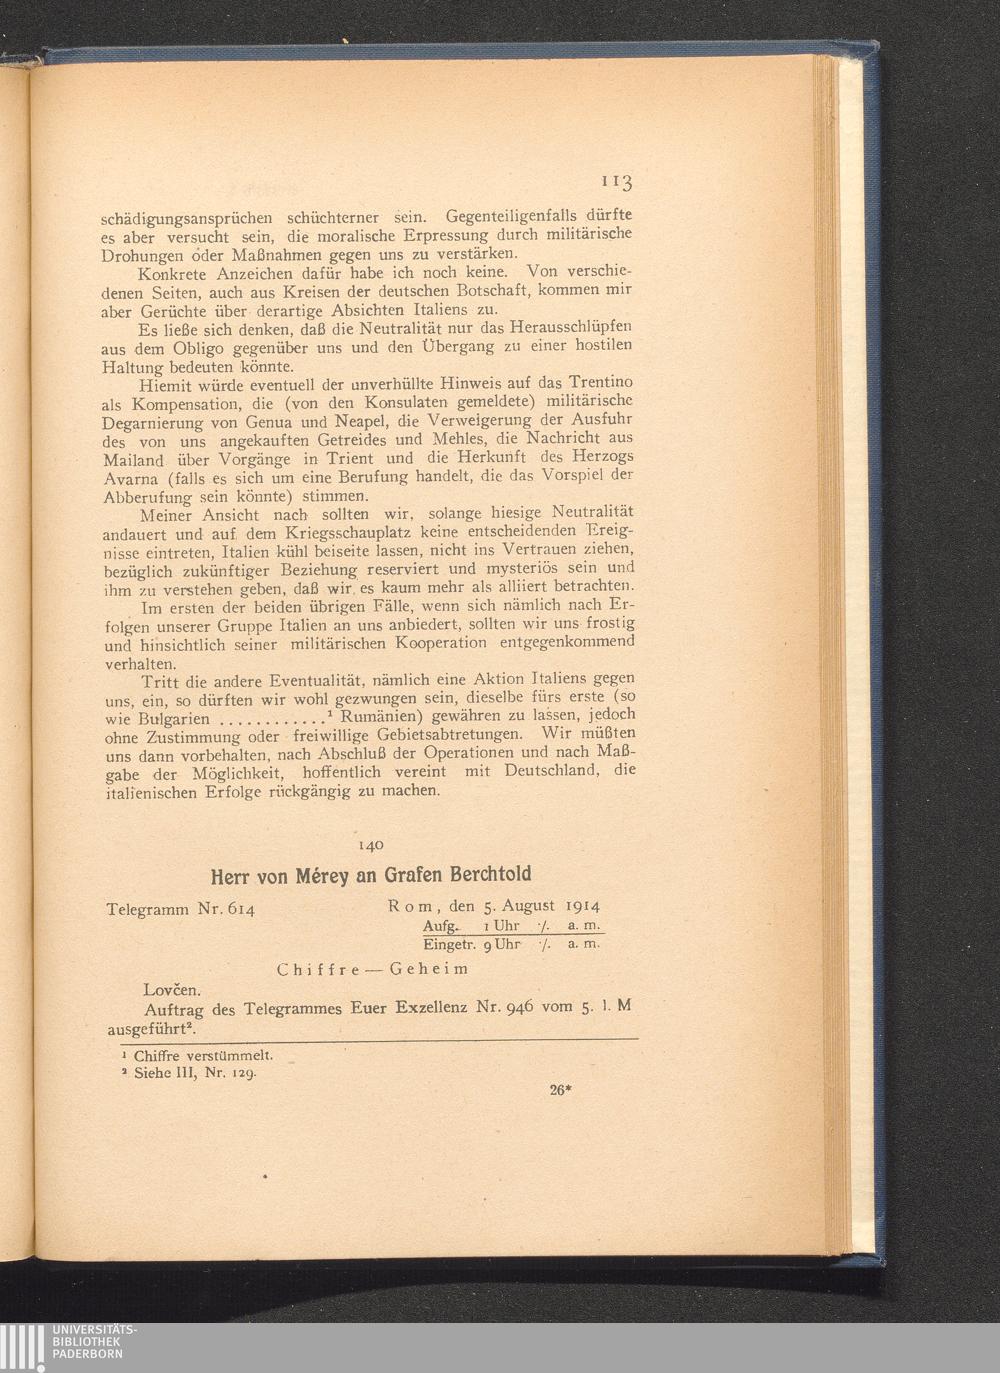 113
schädigungsansprüchen schüchterner sein. Gegenteiligenfalls dürfte
es aber versucht sein, die moralische Erpressung durch militärische
Drohungen oder Maßnahmen gegen uns zu verstärken.
Konkrete Anzeichen dafür habe ich noch keine. Von verschie-
denen Seiten, auch aus Kreisen der deutschen Botschaft, kommen mir
aber Gerüchte über derartige Absichten Italiens zu.
Es ließe sich denken, daß die Neutralität nur das Herausschlüpfen
aus dem Obligo gegenüber uns und den Übergang zu einer hostilen
Haltung bedeuten könnte.
Hiemit würde eventuell der unverhüllte Hinweis auf das Trentino
als Kompensation, die (von den Konsulaten gemeldete) militärische
Degarnierung von Genua und Neapel, die Verweigerung der Ausfuhr
des von uns angekauften Getreides und Mehles, die Nachricht aus
Mailand über Vorgänge in Trient und die Herkunft des Herzogs
Avarna (falls es sich um eine Berufung handelt, die das Vorspiel der
Abberufung sein könnte) stimmen.
Meiner Ansicht nach sollten wir, solange hiesige Neutralität
andauert und auf dem Kriegsschauplatz keine entscheidenden Ereig-
nisse eintreten, Italien kühl beiseite lassen, nicht ins Vertrauen ziehen,
bezüglich zukünftiger Beziehung reserviert und mysteriös sein und
ihm zu verstehen geben, daß wir es kaum mehr als alliiert betrachten.
Im ersten der beiden übrigen Fälle, wenn sich nämlich nach Er-
folgen unserer Gruppe Italien an uns anbiedert, sollten wir uns frostig
und hinsichtlich seiner militärischen Kooperation entgegenkommend
verhalten.
Tritt die andere Eventualität, nämlich eine Aktion Italiens gegen
uns, ein, so dürften wir wohl gezwungen sein, dieselbe fürs erste (so
wie Bulgarien ............¹ Rumänien) gewähren zu lassen, jedoch
ohne Zustimmung oder freiwillige Gebietsabtretungen. Wir müßten
uns dann vorbehalten, nach Abschluß der Operationen und nach Maß-
gabe der Möglichkeit, hoffentlich vereint mit Deutschland, die
italienischen Erfolge rückgängig zu machen.
140
Herr von Mérey an Grafen Berchtold
Telegramm Nr. 614 Rom, den 5. August 1914
Aufg. 1 Uhr ·/. a. m.
Eingetr. 9 Uhr ·/. a. m.
Chiffre — Geheim
Lovčen.
Auftrag des Telegrammes Euer Exzellenz Nr. 946 vom 5. l. M
ausgeführt².
¹ Chiffre verstümmelt.
² Siehe III, Nr. 129.
26*
UNIVERSITÄTS-
BIBLIOTHEK
PADERBORN